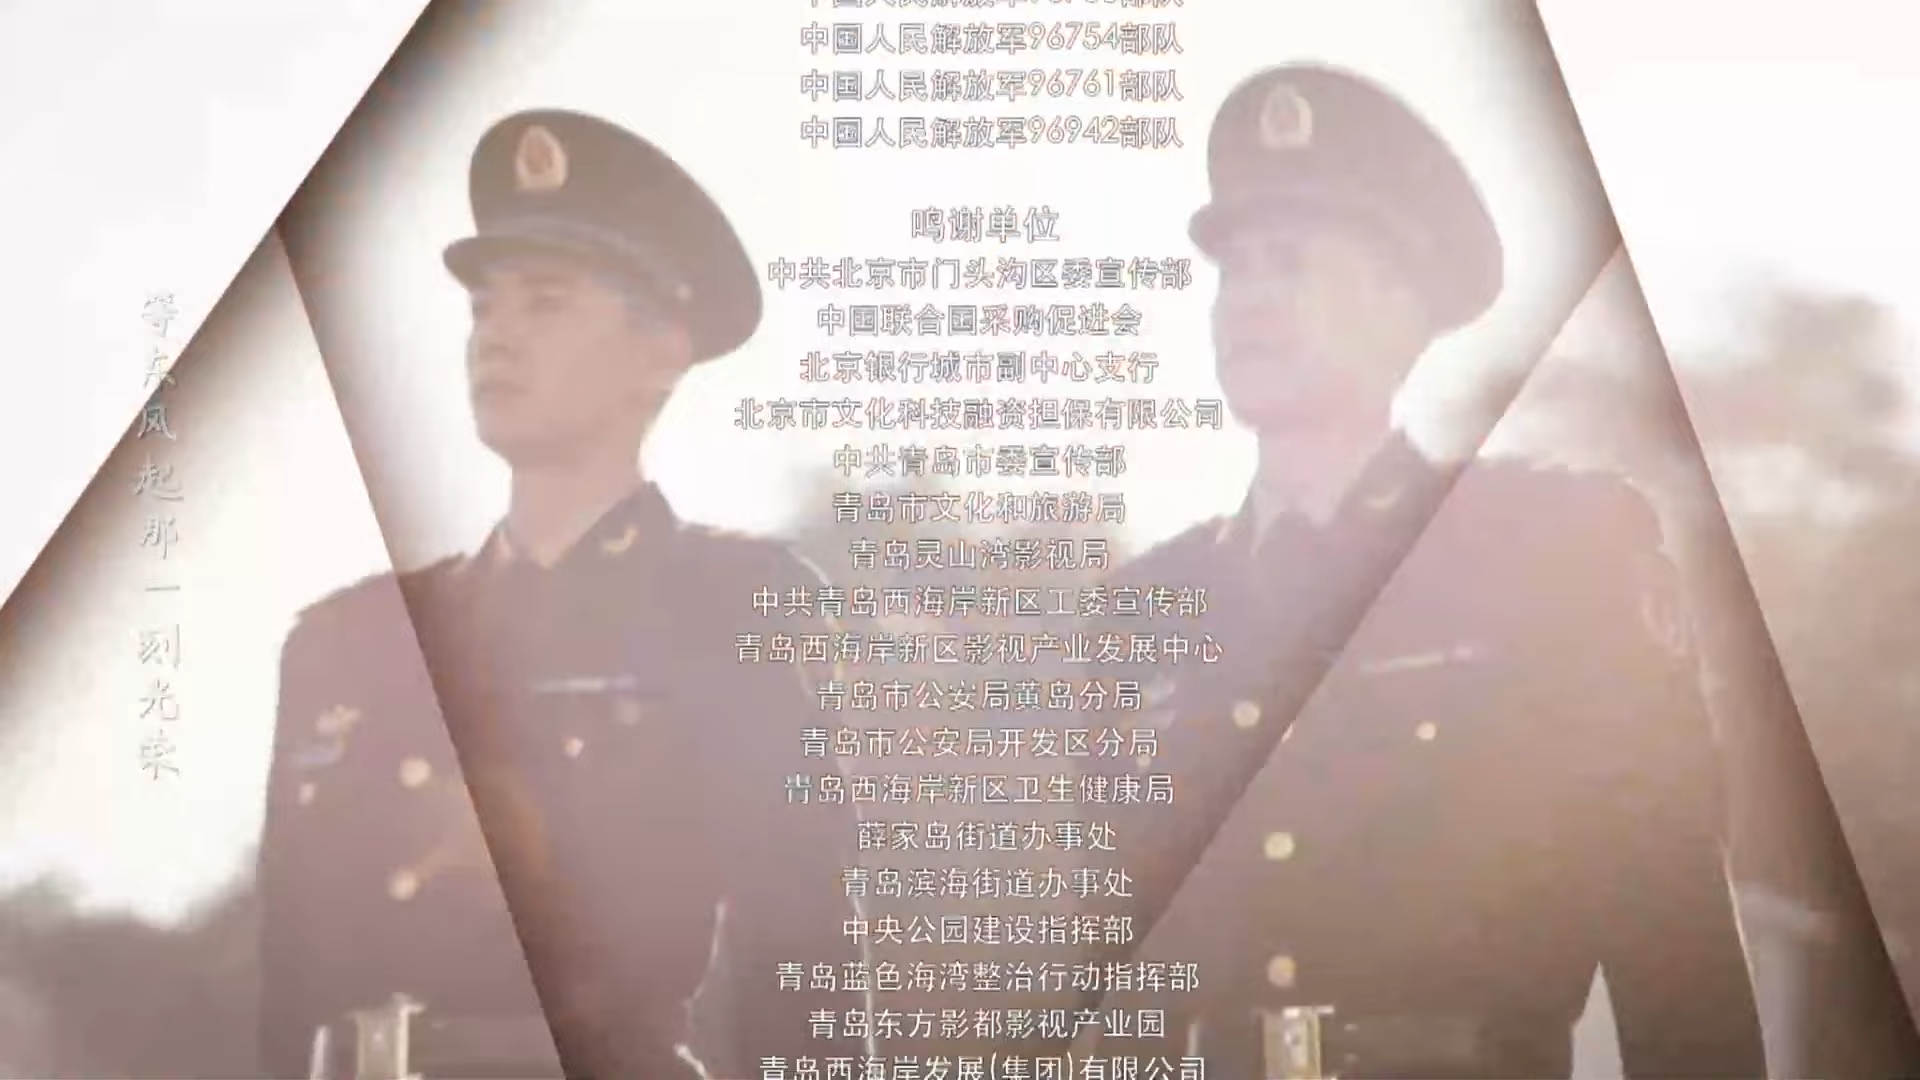 中国人民解放军96754部队
中国人民解放军96761部队
中国人民解放军96942部队
鸣谢单位
中共北京市门头沟区委宣传部
中国联合国采购促进会
北京银行城市副中心支行
北京市文化科技融资担保有限公司
中共青岛市委宣传部
青岛市文化和旅游局
青岛灵山湾影视局
中共青岛西海岸新区工委宣传部
青岛西海岸新区影视产业发展中心
青岛市公安局黄岛分局
青岛市公安局开发区分局
青岛西海岸新区卫生健康局
薛家岛街道办事处
青岛滨海街道办事处
中央公园建设指挥部
青岛蓝色海湾整治行动指挥部
青岛东方影都影视产业园
青岛西海岸发展(集团)有限公司
等东风起那一刻光荣